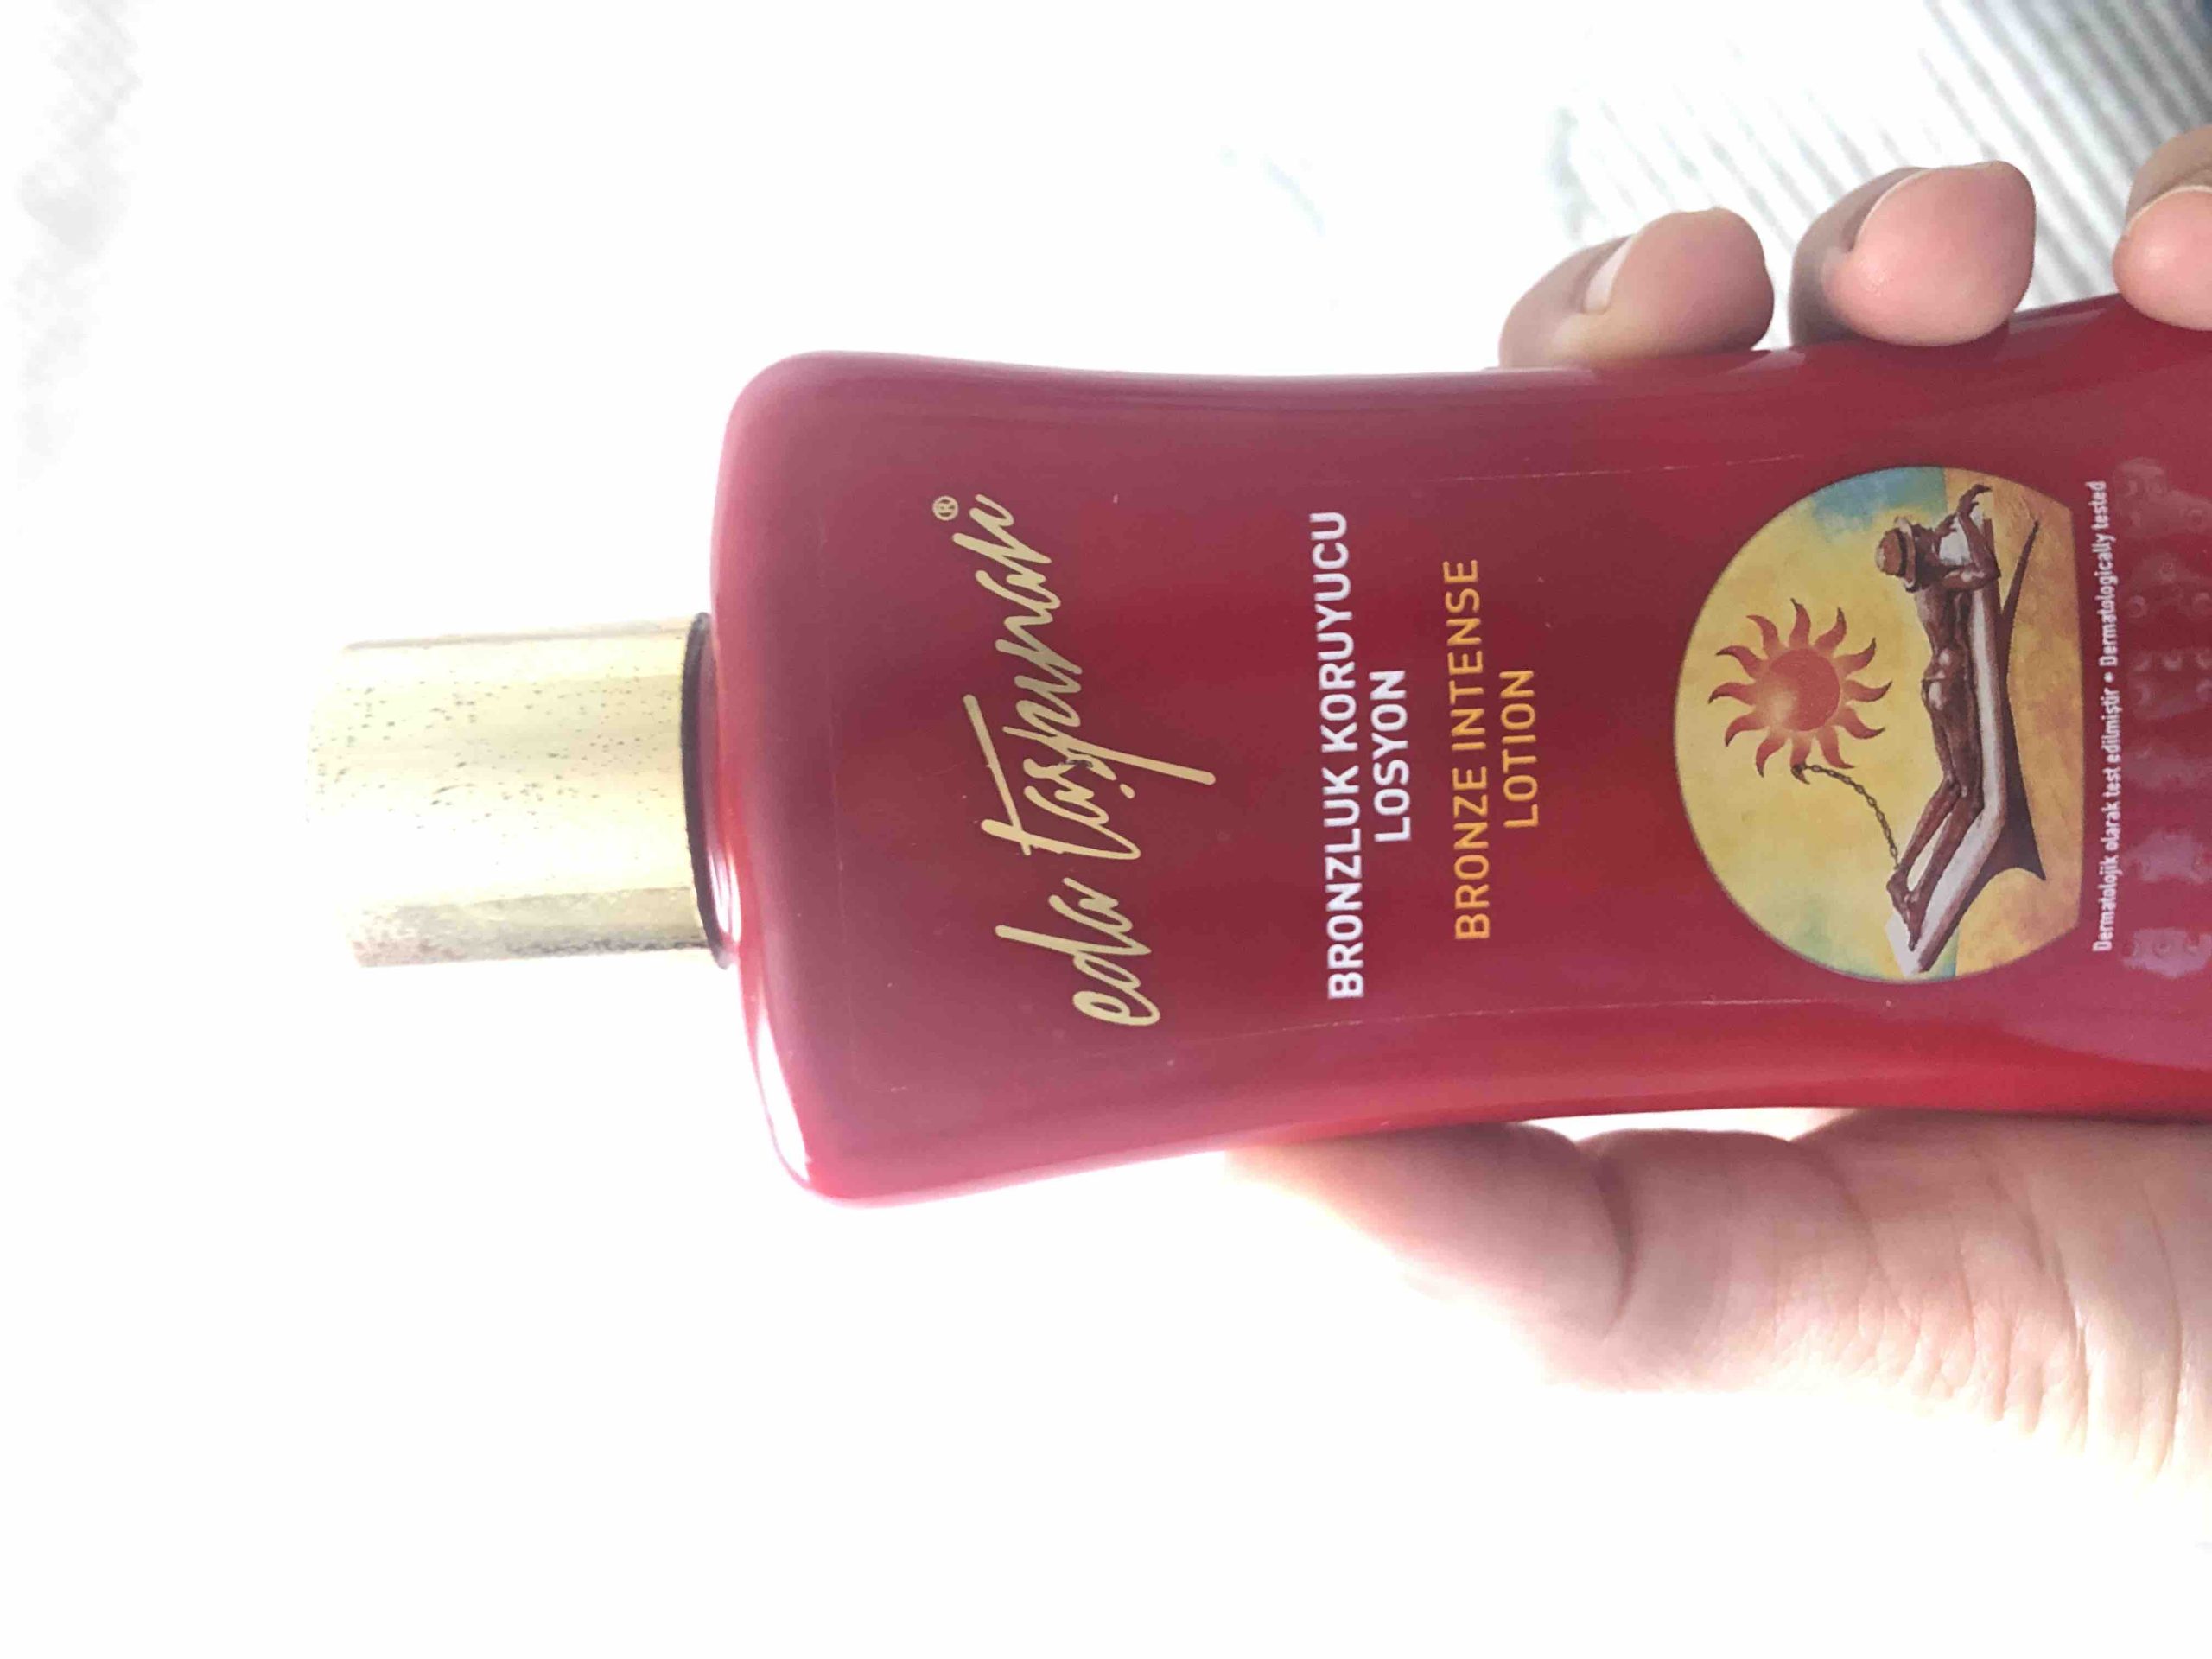 eda taşpınar®
BRONZLUK KORUYUCU
LOSYON
BRONZE INTENSE
LOTION
Dermatolojik olarak test edilmiştir • Dermatologically tested